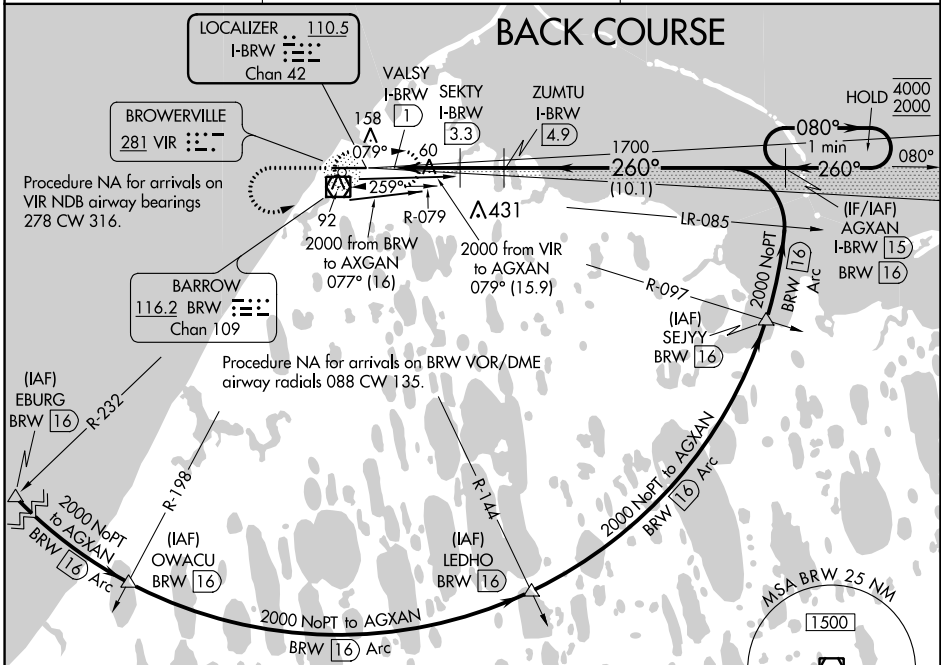 BACK COURSE
LOCALIZER 110.5
I-BRW
Chan 42
VALSY
I-BRW
1
SEKTY
I-BRW
3.3
ZUMTU
I-BRW
4.9
HOLD
4000
2000
BROWERVILLE
281 VIR
158
079°
60
1700
260°
(10.1)
080°
1 min
260°
080°
Procedure NA for arrivals on
VIR NDB airway bearings
278 CW 316.
259°
92
R-079
431
LR-085
(IF/IAF)
AGXAN
I-BRW 15
BRW 16
2000 from BRW
to AXGAN
077° (16)
2000 from VIR
to AGXAN
079° (15.9)
R-097
2000 NoPT
BRW 16 Arc
BARROW
116.2 BRW
Chan 109
(IAF)
SEJYY
BRW 16
Procedure NA for arrivals on BRW VOR/DME
airway radials 088 CW 135.
(IAF)
EBURG
BRW 16
R-232
R-198
R-144
2000 NoPT
to AGXAN
BRW 16 Arc
(IAF)
OWACU
BRW 16
(IAF)
LEDHO
BRW 16
2000 NoPT to AGXAN
BRW 16 Arc
2000 NoPT to AGXAN
BRW 16 Arc
MSA BRW 25 NM
1500